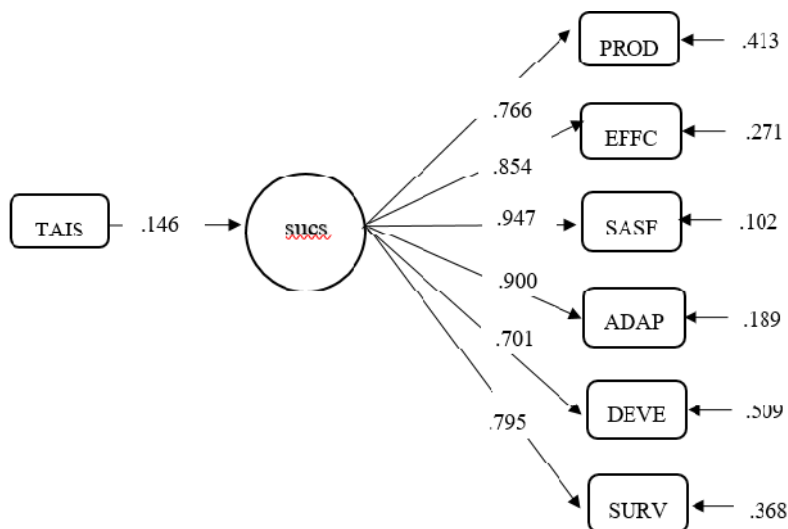 PROD .413
.766
EFFC .271
.854
SASF .102
TAIS .146 sucs .947
.900
ADAP .189
.701
DEVE .509
.795
SURV .368